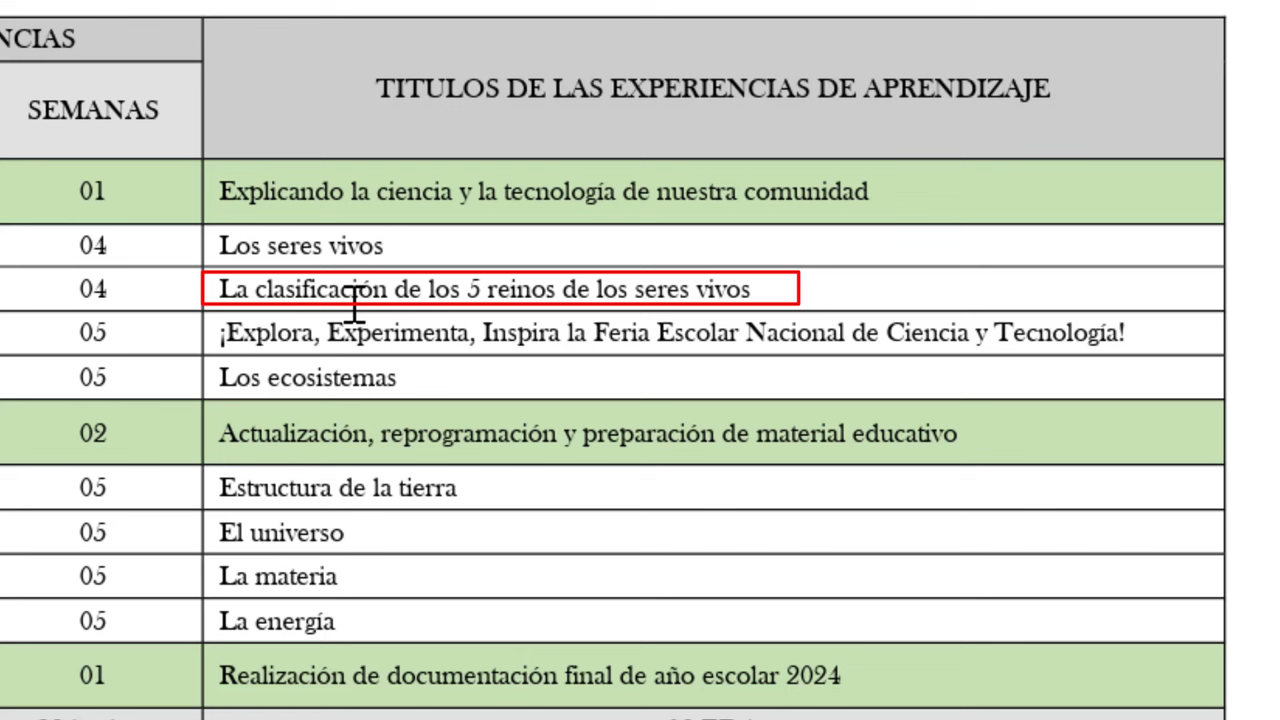 NCIAS
TITULOS DE LAS EXPERIENCIAS DE APRENDIZAJE
SEMANAS
01 Explicando la ciencia y la tecnología de nuestra comunidad
04 Los seres vivos
04 La clasificación de los 5 reinos de los seres vivos
05 ¡Explora, Experimenta, Inspira la Feria Escolar Nacional de Ciencia y Tecnología!
05 Los ecosistemas
02 Actualización, reprogramación y preparación de material educativo
05 Estructura de la tierra
05 El universo
05 La materia
05 La energía
01 Realización de documentación final de año escolar 2024